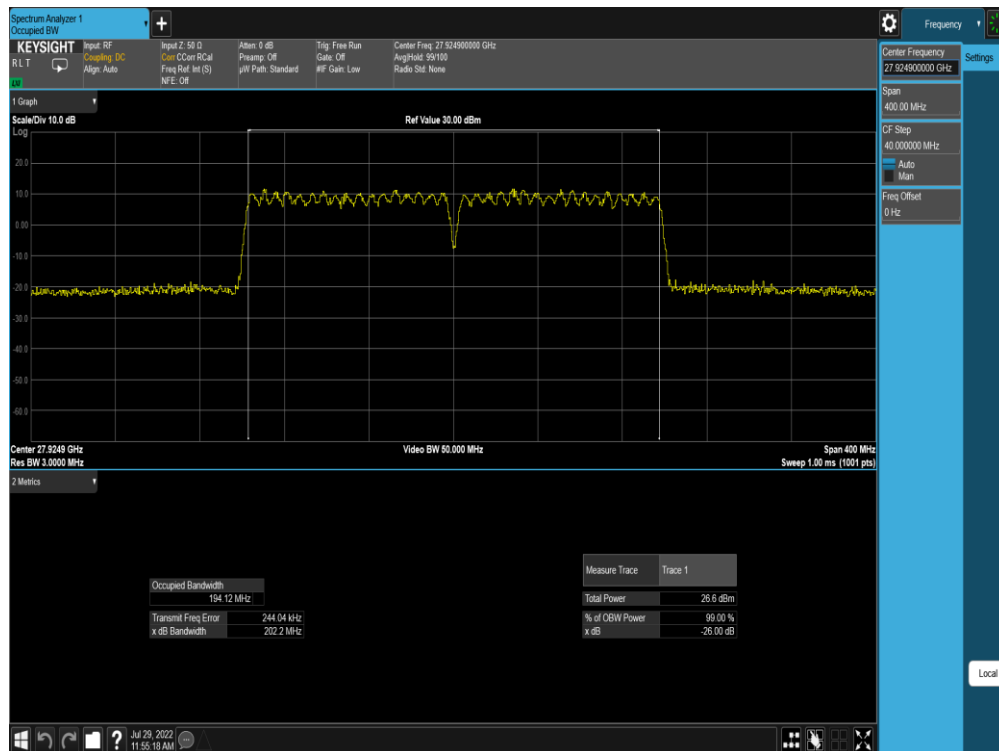 Spectrum Analyzer 1
Occupied BW
+
Frequency
KEYSIGHT
R L T
LXI
Input: RF
Coupling: DC
Align: Auto
Input Z: 50 Ω
Corr CCorr RCal
Freq Ref: Int (S)
NFE: Off
Atten: 0 dB
Preamp: Off
µW Path: Standard
Trig: Free Run
Gate: Off
#IF Gain: Low
Center Freq: 27.924900000 GHz
Avg|Hold: 99/100
Radio Std: None
Center Frequency
27.924900000 GHz
Settings
Span
400.00 MHz
CF Step
40.000000 MHz
Auto
Man
Freq Offset
0 Hz
1 Graph
Scale/Div 10.0 dB
Ref Value 30.00 dBm
Log
20.0
10.0
0.00
-10.0
-20.0
-30.0
-40.0
-50.0
-60.0
Center 27.9249 GHz
Video BW 50.000 MHz
Span 400 MHz
Res BW 3.0000 MHz
Sweep 1.00 ms (1001 pts)
2 Metrics
Measure Trace Trace 1
Occupied Bandwidth
194.12 MHz
Total Power 26.6 dBm
Transmit Freq Error 244.04 kHz
% of OBW Power 99.00 %
x dB Bandwidth 202.2 MHz
x dB -26.00 dB
Local
?
Jul 29, 2022
11:55:18 AM